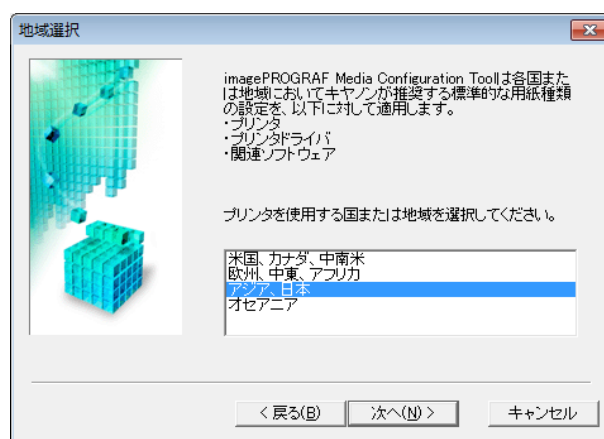 地域選択
imagePROGRAF Media Configuration Toolは各国また
は地域においてキヤノンが推奨する標準的な用紙種類
の設定を、以下に対して適用します。
・プリンタ
・プリンタドライバ
・関連ソフトウェア
プリンタを使用する国または地域を選択してください。
米国、カナダ、中南米
欧州、中東、アフリカ
アジア、日本
オセアニア
< 戻る(B)
次へ(N) >
キャンセル